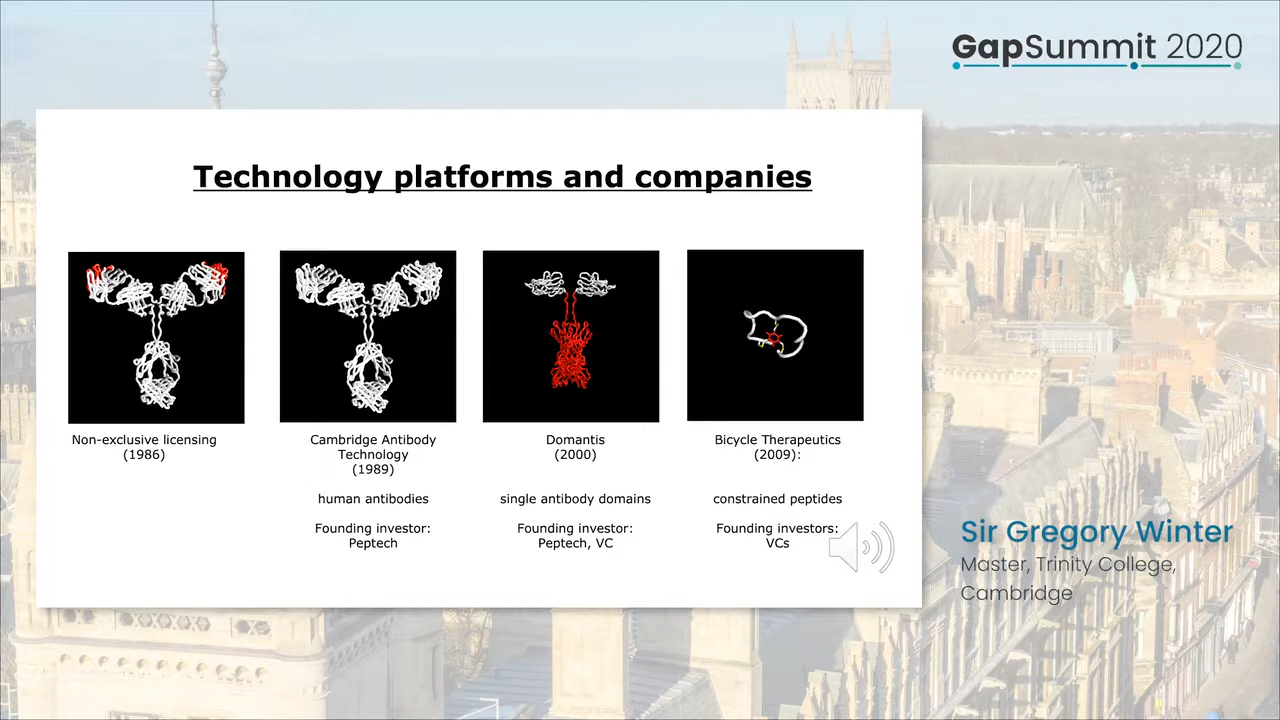 GapSummit 2020
Technology platforms and companies
Non-exclusive licensing
(1986)
Cambridge Antibody
Technology
(1989)
human antibodies
Founding investor:
Peptech
Domantis
(2000)
single antibody domains
Founding investor:
Peptech, VC
Bicycle Therapeutics
(2009):
constrained peptides
Founding investors:
VCs
Sir Gregory Winter
Master, Trinity College,
Cambridge